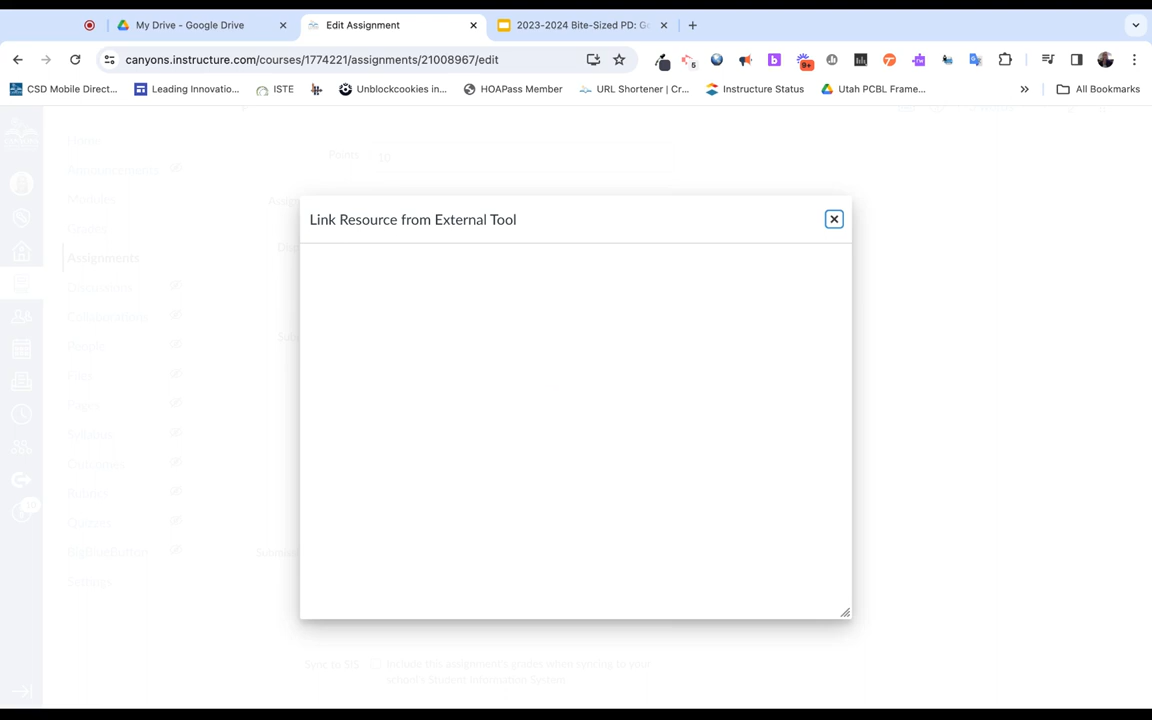 My Drive - Google Drive
Edit Assignment
2023-2024 Bite-Sized PD: Go
canyons.instructure.com/courses/1774221/assignments/21008967/edit
CSD Mobile Direct...
Leading Innovatio...
ISTE
Unblockcookies in...
HOAPass Member
URL Shortener | Cr...
Instructure Status
Utah PCBL Frame...
All Bookmarks
Home
Announcements
Modules
Grades
Assignments
Discussions
Collaborations
People
Files
Pages
Syllabus
Outcomes
Rubrics
Quizzes
BigBlueButton
Settings
Points
10
Link Resource from External Tool
Sync to SIS
Include this assignment's grades when syncing to your
school's Student Information System